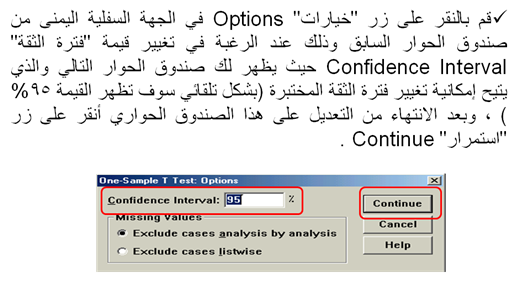 ✓قم بالنقر على زر "خيارات" Options في الجهة السفلية اليمنى من
صندوق الحوار السابق وذلك عند الرغبة في تغيير قيمة "فترة الثقة"
Confidence Interval حيث يظهر لك صندوق الحوار التالي والذي
يتيح إمكانية تغيير فترة الثقة المختبرة (بشكل تلقائي سوف تظهر القيمة ٩٥%
) ، وبعد الانتهاء من التعديل على هذا الصندوق الحواري أنقر على زر
"استمرار" Continue .
One-Sample T Test: Options
Confidence Interval: 95 %
Continue
Missing Values
Exclude cases analysis by analysis
Exclude cases listwise
Cancel
Help